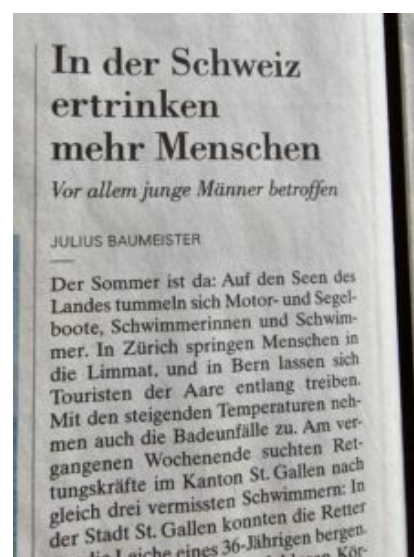 In der Schweiz
ertrinken
mehr Menschen
Vor allem junge Männer betroffen
JULIUS BAUMEISTER
Der Sommer ist da: Auf den Seen des
Landes tummeln sich Motor- und Segel-
boote, Schwimmerinnen und Schwim-
mer. In Zürich springen Menschen in
die Limmat, und in Bern lassen sich
Touristen der Aare entlang treiben.
Mit den steigenden Temperaturen neh-
men auch die Badeunfälle zu. Am ver-
gangenen Wochenende suchten Ret-
tungskräfte im Kanton St. Gallen nach
gleich drei vermissten Schwimmern: In
der Stadt St. Gallen konnten die Retter
die Leiche eines 36-Jährigen bergen.
Kör-